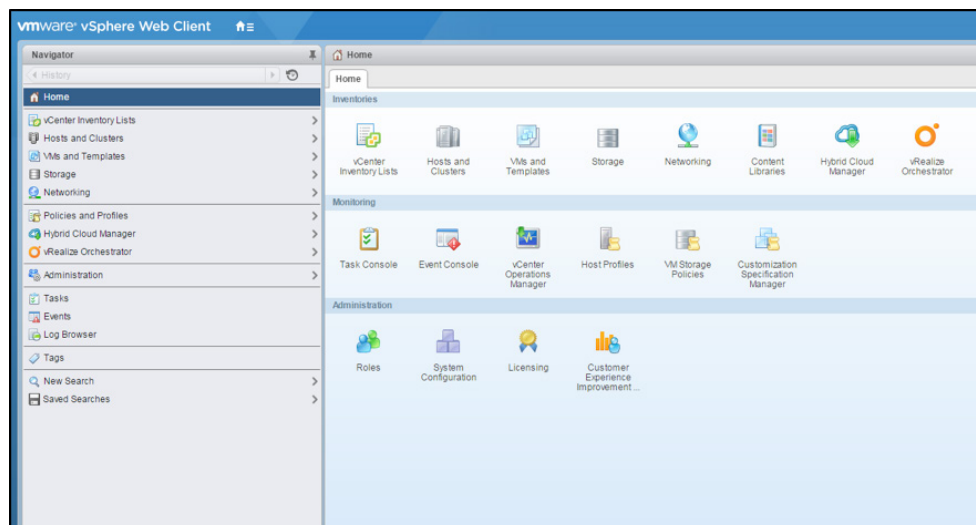 vmware® vSphere Web Client
Navigator
History
Home
vCenter Inventory Lists
Hosts and Clusters
VMs and Templates
Storage
Networking
Policies and Profiles
Hybrid Cloud Manager
vRealize Orchestrator
Administration
Tasks
Events
Log Browser
Tags
New Search
Saved Searches
Home
Home
Inventories
vCenter
Inventory Lists
Hosts and
Clusters
VMs and
Templates
Storage
Networking
Content
Libraries
Hybrid Cloud
Manager
vRealize
Orchestrator
Monitoring
Task Console
Event Console
vCenter
Operations
Manager
Host Profiles
VM Storage
Policies
Customization
Specification
Manager
Administration
Roles
System
Configuration
Licensing
Customer
Experience
Improvement ...